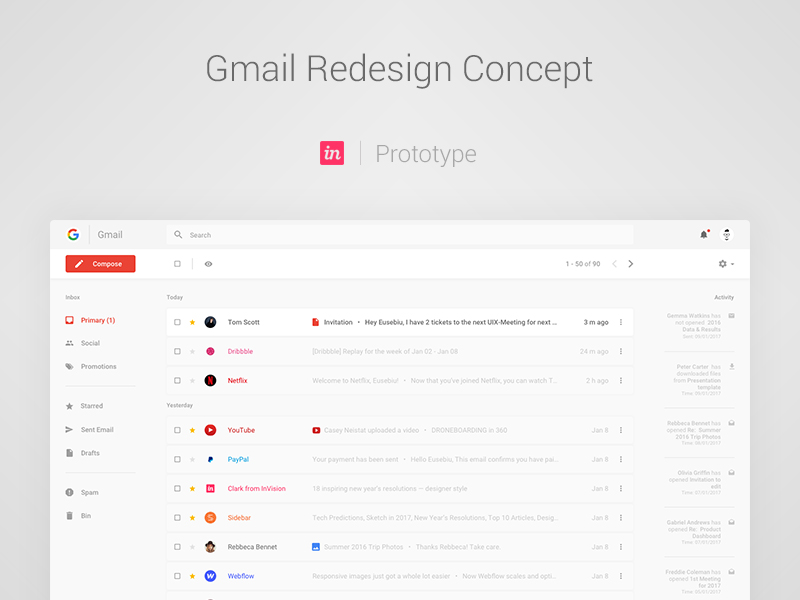 Gmail Redesign Concept
in Prototype
G Gmail Search
Compose 1 - 50 of 90
Inbox
Primary (1)
Social
Promotions
Starred
Sent Email
Drafts
Spam
Bin
Today
Tom Scott Invitation • Hey Eusebiu, I have 2 tickets to the next UIX-Meeting for next ... 3 m ago
Dribbble [Dribbble] Replay for the week of Jan 02 - Jan 08 24 m ago
N Netflix Welcome to Netflix, Eusebiu! • Now that you've joined Netflix, you can watch T... 2 h ago
Yesterday
YouTube Casey Neistat uploaded a video • DRONEBOARDING in 360 Jan 8
P PayPal Your payment has been sent • Hello Eusebiu, This email confirms you have pai... Jan 8
in Clark from InVision 18 inspiring new year's resolutions — designer style Jan 8
S Sidebar Tech Predictions, Sketch in 2017, New Year's Resolutions, Top 10 Articles, Desig... Jan 8
Rebbeca Bennet Summer 2016 Trip Photos • Thanks Rebbeca! Take care. Jan 8
W Webflow Responsive images just got a whole lot easier • Now Webflow scales and opti... Jan 8
Activity
Gemma Watkins has
not opened 2016
Data & Results
Sent 05/01/2017
Peter Carter has
downloaded files
from Presentation
template
Time: 05/01/2017
Rebbeca Bennet has
opened Re: Summer
2016 Trip Photos
Time: 05/01/2017
Olivia Griffin has
opened Invitation to
edit
Time: 05/01/2017
Gabriel Andrews has
opened Re: Product
Dashboard
Freddie Coleman has
opened 1st Meeting
for 2017